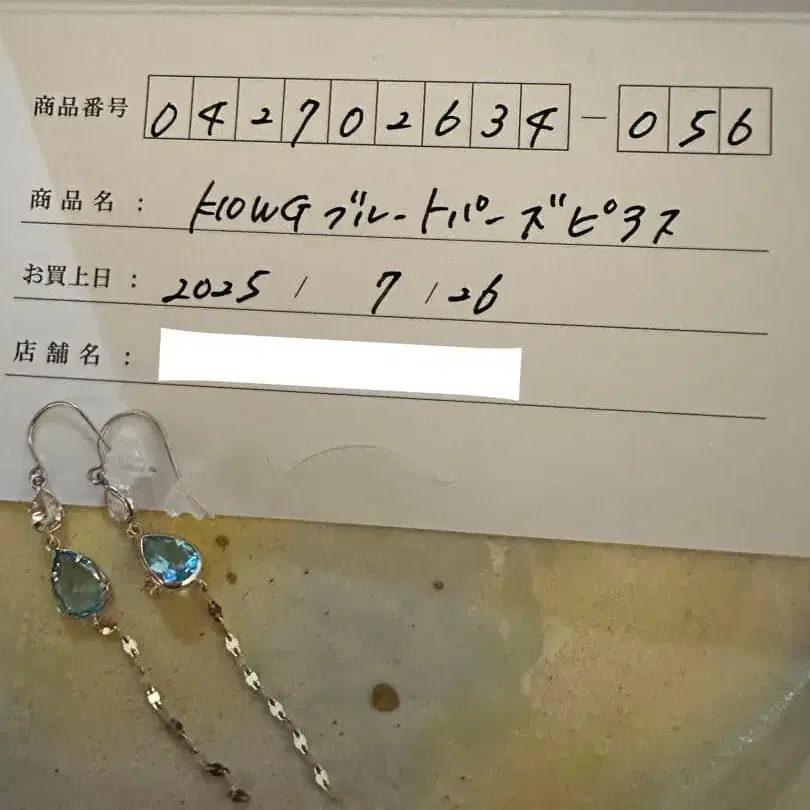 商品番号 042702634-056
商品名: K10WGブルートパーズピアス
お買上日: 2025/7/26
店舗名: